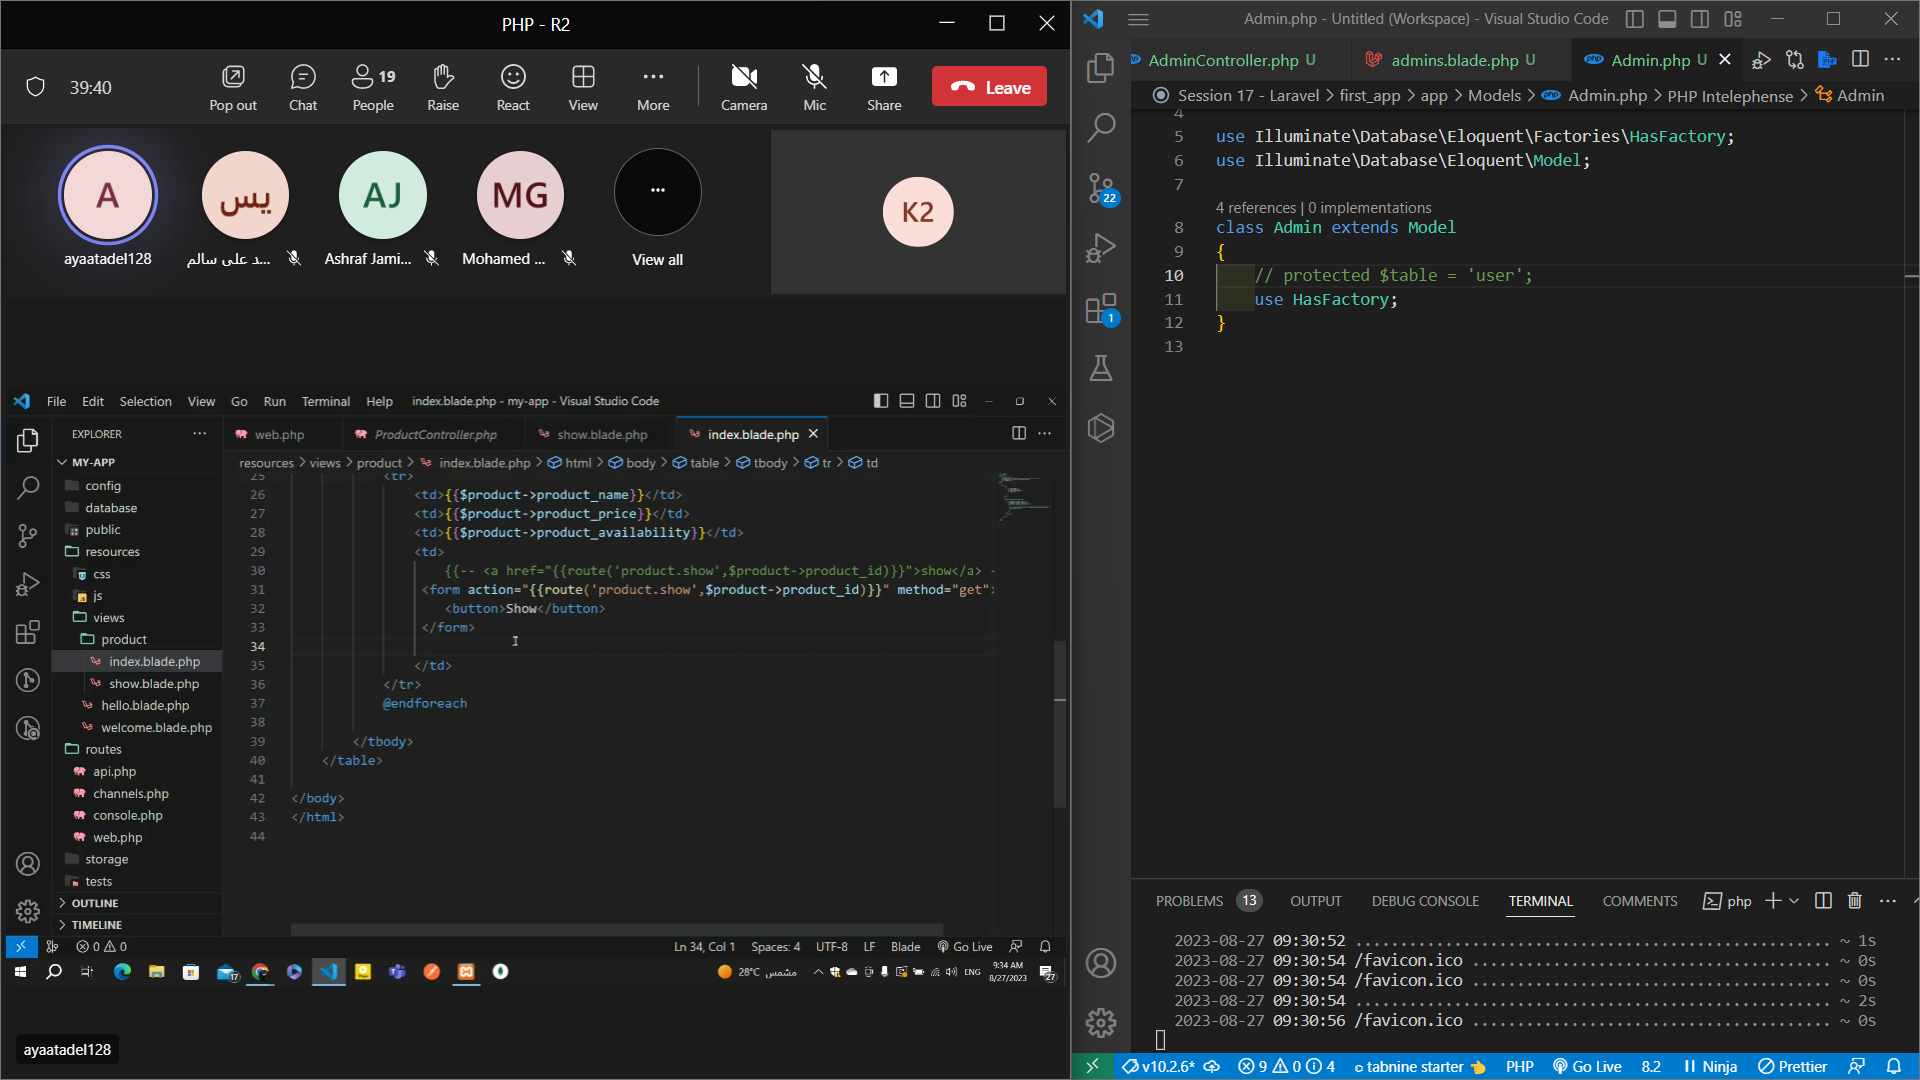 PHP - R2
39:40
Pop out
Chat
19
People
Raise
React
View
More
Camera
Mic
Share
Leave
A
ayaatadel128
يس
د على سالم...
AJ
Ashraf Jami...
MG
Mohamed ...
...
View all
K2
File Edit Selection View Go Run Terminal Help index.blade.php - my-app - Visual Studio Code
EXPLORER
MY-APP
config
database
public
resources
css
js
views
product
index.blade.php
show.blade.php
hello.blade.php
welcome.blade.php
routes
api.php
channels.php
console.php
web.php
storage
tests
OUTLINE
TIMELINE
web.php ProductController.php show.blade.php index.blade.php
resources > views > product > index.blade.php > html > body > table > tbody > tr > td
25 <tr>
26 <td>{{$product->product_name}}</td>
27 <td>{{$product->product_price}}</td>
28 <td>{{$product->product_availability}}</td>
29 <td>
30 {{-- <a href="{{route('product.show',$product->product_id)}}">show</a> -
31 <form action="{{route('product.show',$product->product_id)}}" method="get">
32 <button>Show</button>
33 </form>
34
35 </td>
36 </tr>
37 @endforeach
38
39 </tbody>
40 </table>
41
42 </body>
43 </html>
44
0 0 Ln 34, Col 1 Spaces: 4 UTF-8 LF Blade Go Live
17 28°C مشمس ENG 9:34 AM 8/27/2023 27
ayaatadel128
Admin.php - Untitled (Workspace) - Visual Studio Code
AdminController.php U admins.blade.php U Admin.php U
Session 17 - Laravel > first_app > app > Models > Admin.php > PHP Intelephense > Admin
22
1
4
5 use Illuminate\Database\Eloquent\Factories\HasFactory;
6 use Illuminate\Database\Eloquent\Model;
7
4 references | 0 implementations
8 class Admin extends Model
9 {
10 // protected $table = 'user';
11 use HasFactory;
12 }
13
PROBLEMS 13 OUTPUT DEBUG CONSOLE TERMINAL COMMENTS php
2023-08-27 09:30:52 ................................................. ~ 1s
2023-08-27 09:30:54 /favicon.ico ..................................... ~ 0s
2023-08-27 09:30:54 /favicon.ico ..................................... ~ 0s
2023-08-27 09:30:54 ................................................. ~ 2s
2023-08-27 09:30:56 /favicon.ico ..................................... ~ 0s
v10.2.6* 9 0 4 tabnine starter PHP Go Live 8.2 Ninja Prettier